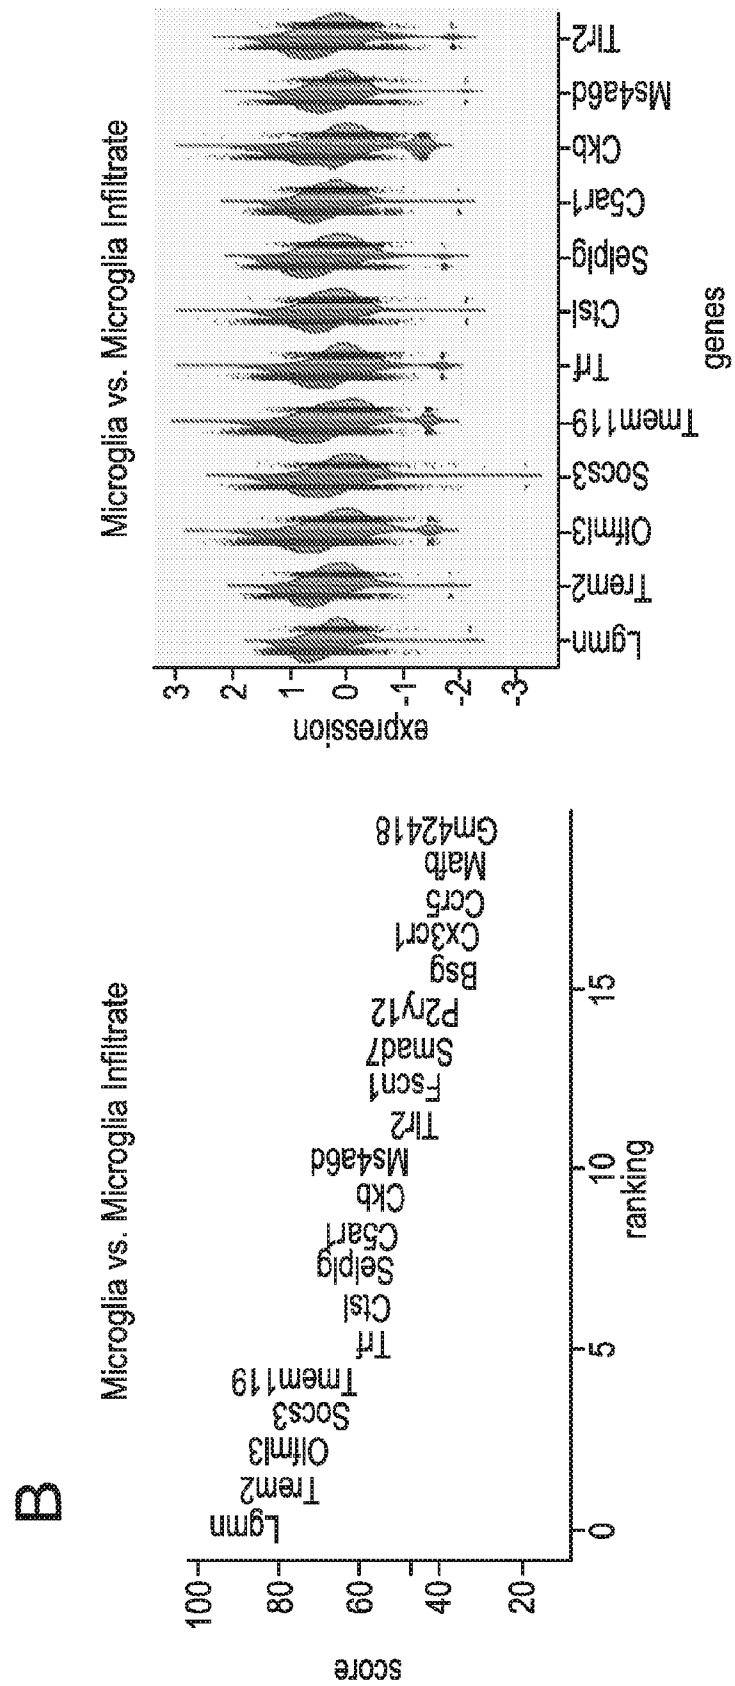 B
Microglia vs. Microglia Infiltrate
score
100
80
60
40
20
Lgmn
Trem2
Olfml3
Socs3
Tmem119
Trf
Ctsl
Selplg
C5ar1
Ckb
Ms4a6d
Tlr2
Fscn1
Smad7
P2ry12
Bsg
Cx3cr1
Ccr5
Mafb
Gm42418
0
5
10
15
ranking
Microglia vs. Microglia Infiltrate
expression
3
2
1
0
-1
-2
-3
Lgmn
Trem2
Olfml3
Socs3
Tmem119
Trf
Ctsl
Selplg
C5ar1
Ckb
Ms4a6d
Tlr2
genes